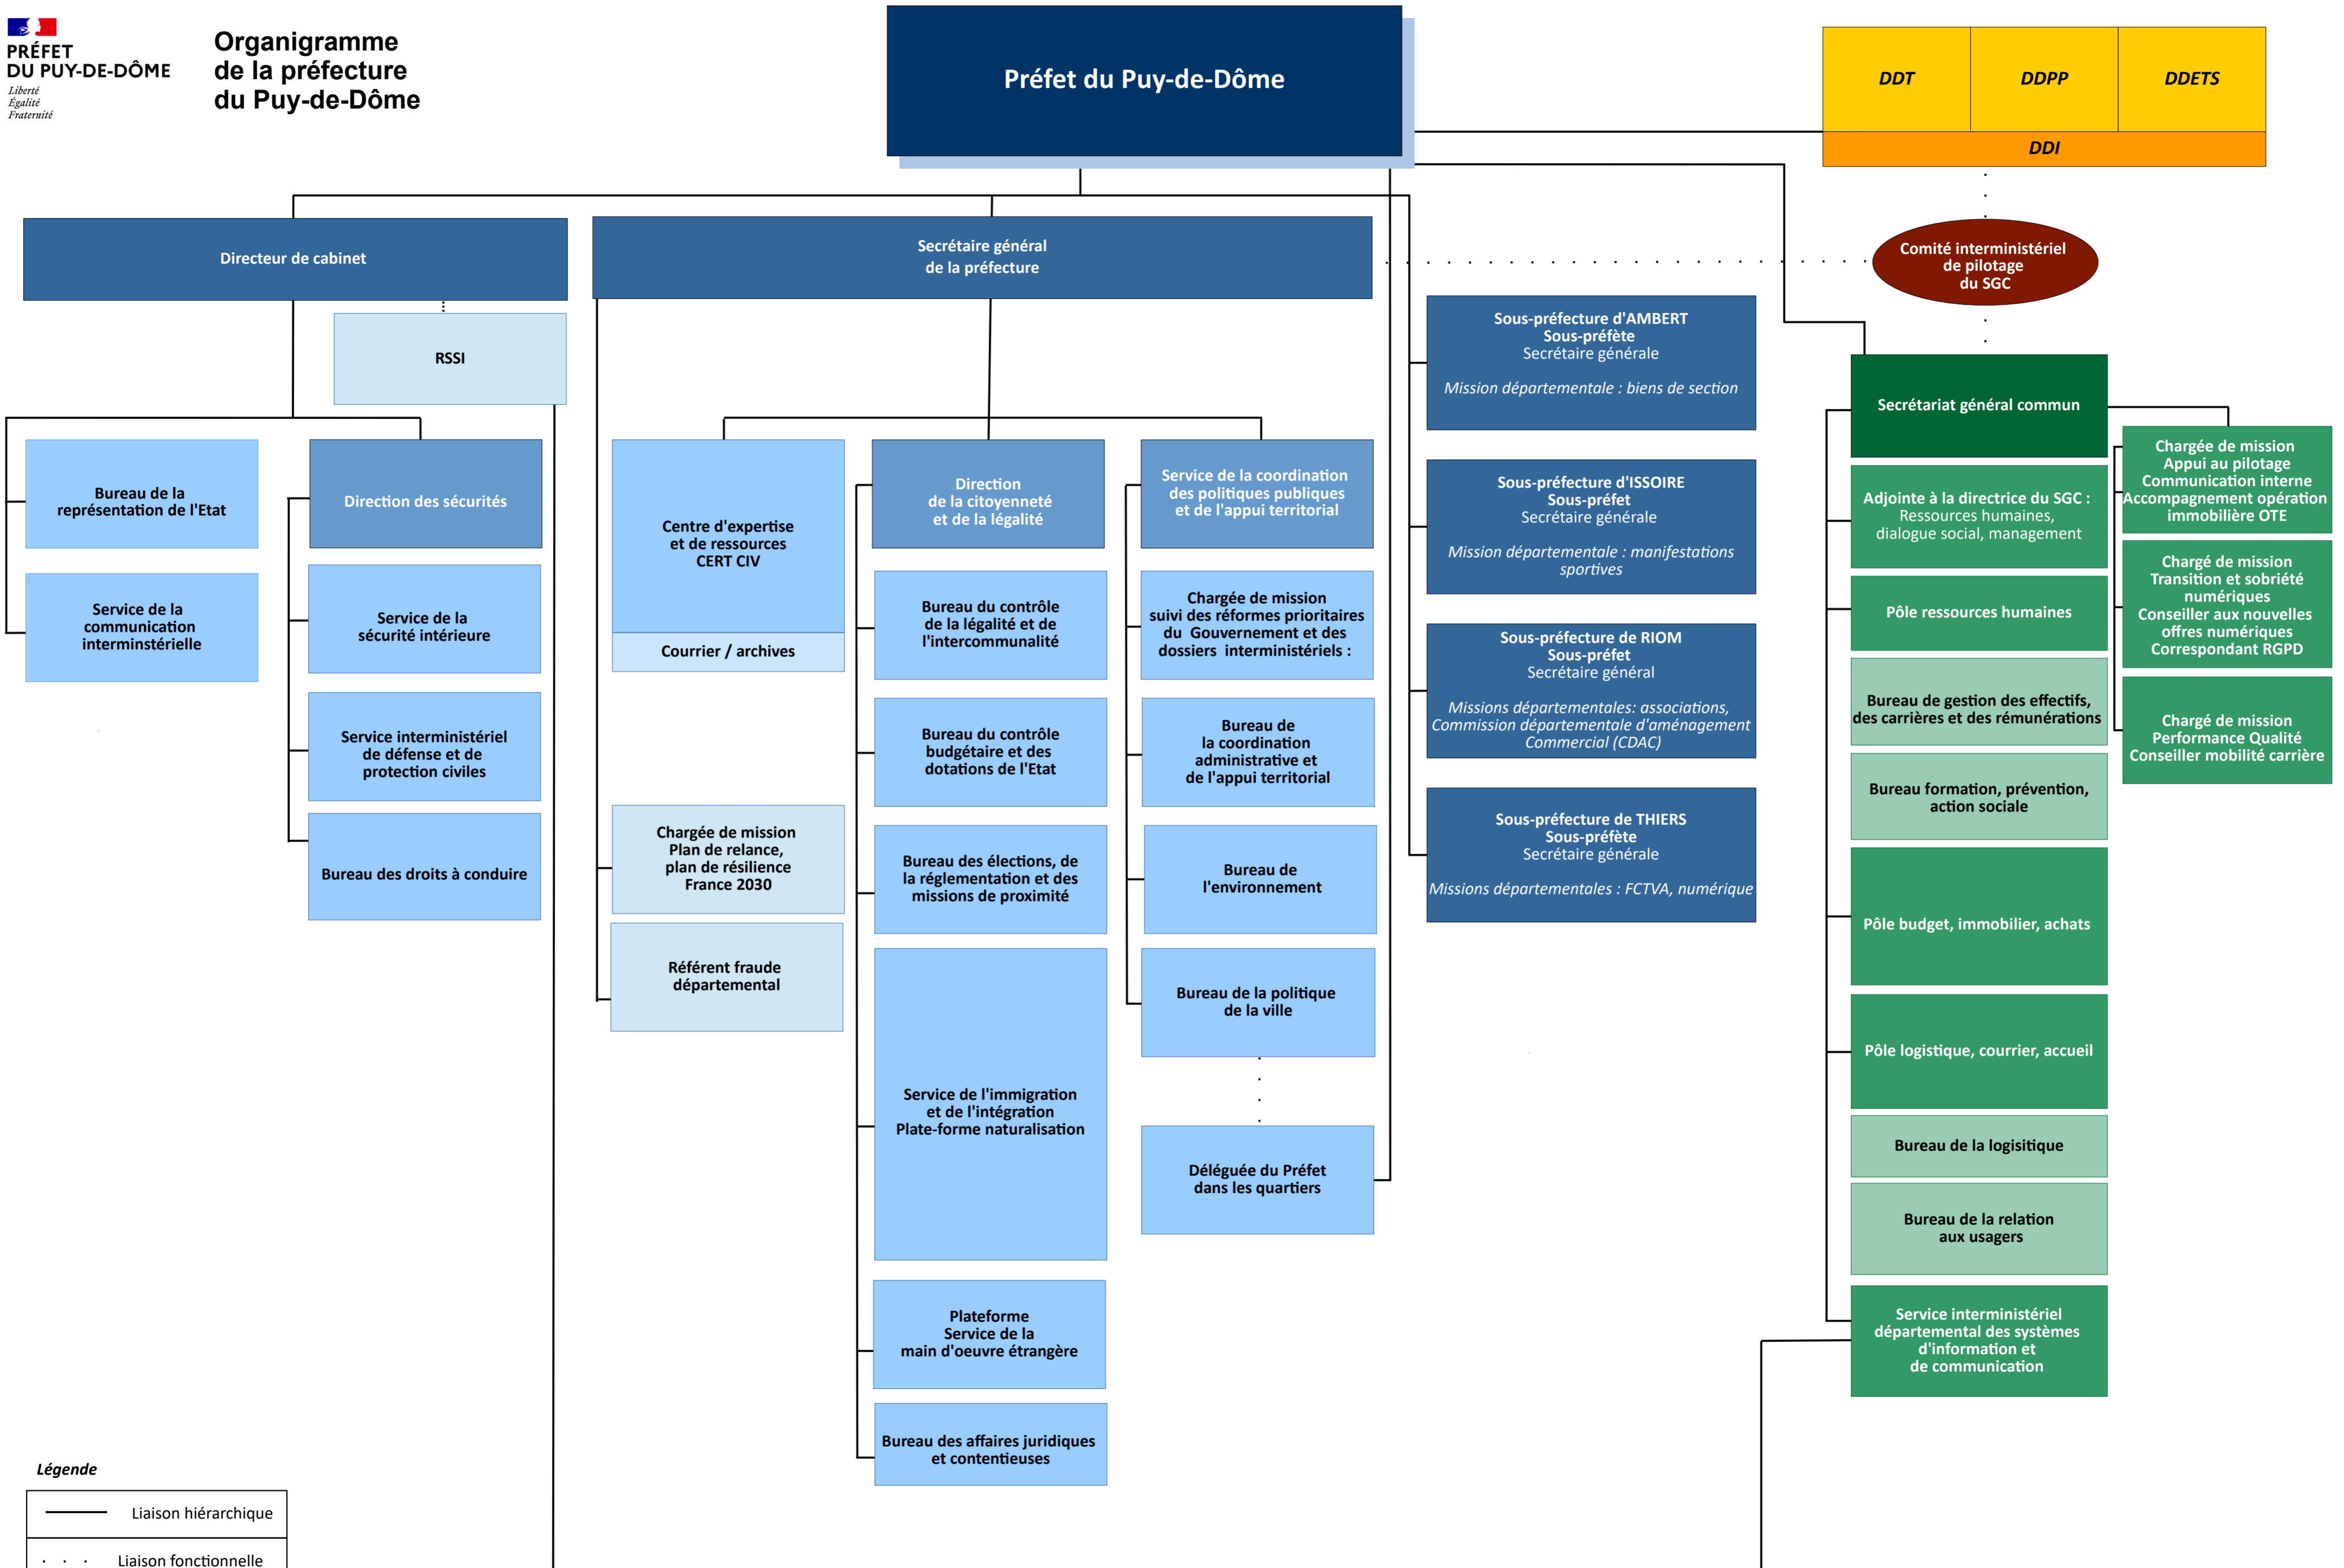 PRÉFET
DU PUY-DE-DÔME
Liberté
Égalité
Fraternité
Organigramme
de la préfecture
du Puy-de-Dôme
Préfet du Puy-de-Dôme
DDT
DDPP
DDETS
DDI
Directeur de cabinet
Secrétaire général
de la préfecture
Comité interministériel
de pilotage
du SGC
RSSI
Bureau de la
représentation de l'Etat
Service de la
communication
interminstérielle
Direction des sécurités
Service de la
sécurité intérieure
Service interministériel
de défense et de
protection civiles
Bureau des droits à conduire
Centre d'expertise
et de ressources
CERT CIV
Courrier / archives
Chargée de mission
Plan de relance,
plan de résilience
France 2030
Référent fraude
départemental
Direction
de la citoyenneté
et de la légalité
Bureau du contrôle
de la légalité et de
l'intercommunalité
Bureau du contrôle
budgétaire et des
dotations de l'Etat
Bureau des élections, de
la réglementation et des
missions de proximité
Service de l'immigration
et de l'intégration
Plate-forme naturalisation
Plateforme
Service de la
main d'oeuvre étrangère
Bureau des affaires juridiques
et contentieuses
Service de la coordination
des politiques publiques
et de l'appui territorial
Chargée de mission
suivi des réformes prioritaires
du Gouvernement et des
dossiers interministériels :
Bureau de
la coordination
administrative et
de l'appui territorial
Bureau de
l'environnement
Bureau de la politique
de la ville
Déléguée du Préfet
dans les quartiers
Sous-préfecture d'AMBERT
Sous-préfète
Secrétaire générale
Mission départementale : biens de section
Sous-préfecture d'ISSOIRE
Sous-préfet
Secrétaire générale
Mission départementale : manifestations
sportives
Sous-préfecture de RIOM
Sous-préfet
Secrétaire général
Missions départementales: associations,
Commission départementale d'aménagement
Commercial (CDAC)
Sous-préfecture de THIERS
Sous-préfète
Secrétaire générale
Missions départementales : FCTVA, numérique
Secrétariat général commun
Adjointe à la directrice du SGC :
Ressources humaines,
dialogue social, management
Pôle ressources humaines
Bureau de gestion des effectifs,
des carrières et des rémunérations
Bureau formation, prévention,
action sociale
Pôle budget, immobilier, achats
Pôle logistique, courrier, accueil
Bureau de la logisitique
Bureau de la relation
aux usagers
Service interministériel
départemental des systèmes
d'information et
de communication
Chargée de mission
Appui au pilotage
Communication interne
Accompagnement opération
immobilière OTE
Chargé de mission
Transition et sobriété
numériques
Conseiller aux nouvelles
offres numériques
Correspondant RGPD
Chargé de mission
Performance Qualité
Conseiller mobilité carrière
Légende
Liaison hiérarchique
Liaison fonctionnelle